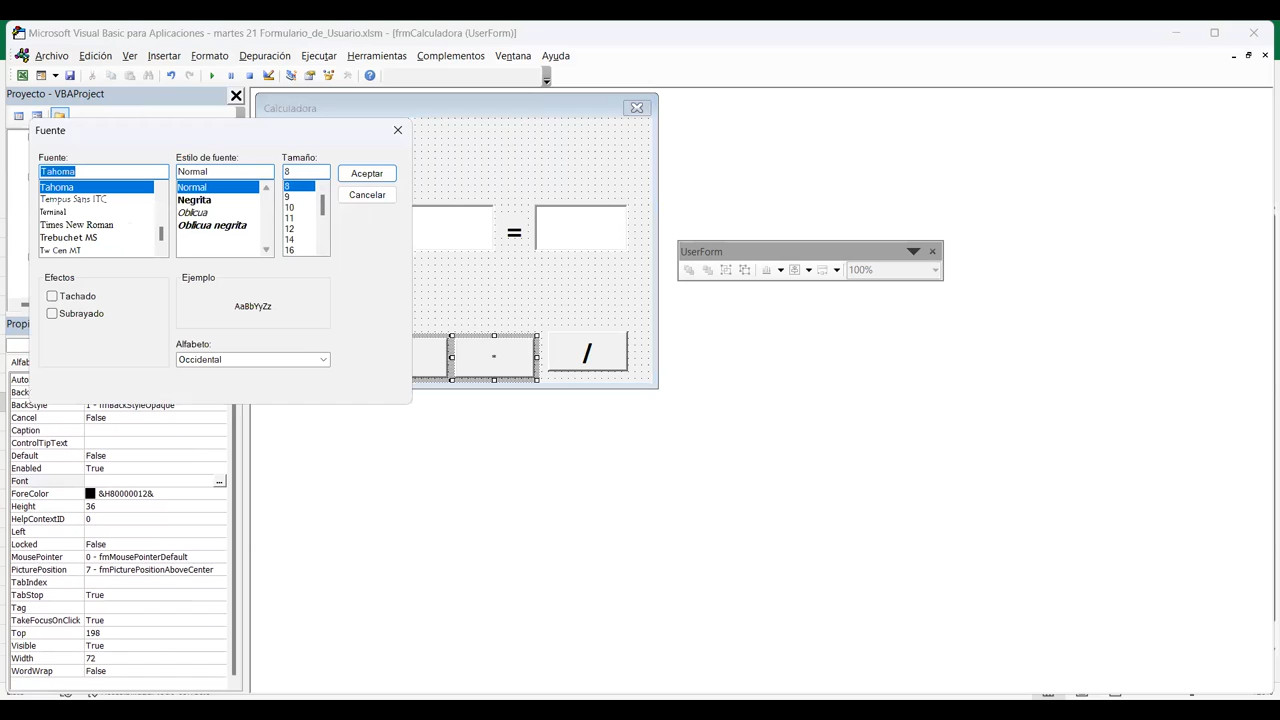 Microsoft Visual Basic para Aplicaciones - martes 21 Formulario_de_Usuario.xlsm - [frmCalculadora (UserForm)]
Archivo Edición Ver Insertar Formato Depuración Ejecutar Herramientas Complementos Ventana Ayuda
Proyecto - VBAProject
Calculadora
Fuente
Fuente: Estilo de fuente: Tamaño:
Tahoma Normal 8 Aceptar
Tahoma Normal 8
Tempus Sans ITC Negrita 9 Cancelar
Terminal Oblicua 10
Times New Roman Oblicua negrita 11
Trebuchet MS 12
Tw Cen MT 14
16
=
UserForm
100%
Efectos Ejemplo
Tachado
Subrayado
AaBbYyZz
Alfabeto:
Occidental
* /
Propi
Alfab
Auto
Back
BackStyle 1 - fmBackStyleOpaque
Cancel False
Caption
ControlTipText
Default False
Enabled True
Font ...
ForeColor &H80000012&
Height 36
HelpContextID 0
Left
Locked False
MousePointer 0 - fmMousePointerDefault
PicturePosition 7 - fmPicturePositionAboveCenter
TabIndex
TabStop True
Tag
TakeFocusOnClick True
Top 198
Visible True
Width 72
WordWrap False